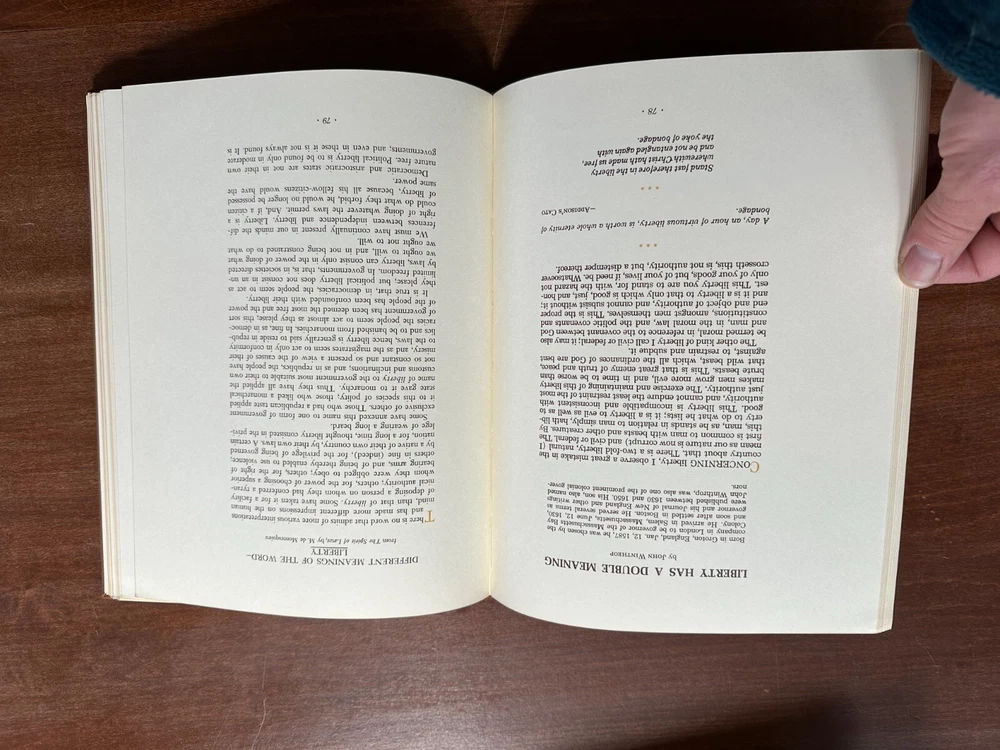 LIBERTY HAS A DOUBLE MEANING
by JOHN WINTHROP
Born, Groton, England, Jan. 12, 1587, he was chosen by the
company in London to be governor of the Massachusetts Bay
Colony. He arrived in Salem, Massachusetts, June 12, 1630,
and soon after settled in Boston. He served several terms as
governor and his Journal of New England and other writings
were published between 1630 and 1650. His son, also named
John Winthrop, was also one of the prominent colonial gover-
nors.
CONCERNING liberty, I observe a great mistake in the
country about that. There is a two-fold liberty, natural (I
mean as our nature is now corrupt) and civil or federal. The
first is common to man with beasts and other creatures. By
this, man, as he stands in relation to man simply, hath lib-
erty to do what he lists; it is a liberty to evil as well as to
good. This liberty is incompatible and inconsistent with
authority, and cannot endure the least restraint of the most
just authority. The exercise and maintaining of this liberty
makes men grow more evil, and in time to be worse than
brute beasts. This is that great enemy of truth and peace,
that wild beast, which all the ordinances of God are bent
against, to restrain and subdue it.
The other kind of liberty I call civil or federal; it may also
be termed moral, in reference to the covenant between God
and man, in the moral law, and the politic covenants and
constitutions, amongst men themselves. This is the proper
end and object of authority, and cannot subsist without it;
and it is a liberty to that only which is good, just, and hon-
est. This liberty you are to stand for, with the hazard not
only of your goods, but of your lives, if need be. Whatsoever
crosseth this, is not authority, but a distemper thereof.
* * *
A day, an hour of virtuous liberty is worth a whole eternity of
bondage.
—ADDISON'S CATO
* * *
Stand fast therefore in the liberty
wherewith Christ hath made us free,
and be not entangled again with
the yoke of bondage.
· 78 ·
DIFFERENT MEANINGS OF THE WORD—
LIBERTY
from The Spirit of Laws, by M. de Montesquieu
There is no word that admits of more various interpretations
and has made more different impressions on the human
mind, than that of liberty. Some have taken it for a facility
of deposing a person on whom they had conferred a tyran-
nical authority; others, for the power of choosing a superior
whom they were obliged to obey; others, for the right of
bearing arms, and of being thereby enabled to use violence;
others in fine (indeed), for the privilege of being governed
by a native of their own country, or by their own laws. A certain
nation, for a long time, thought liberty consisted in the privi-
lege of wearing a long beard.
Some have annexed this name to one form of government
exclusive of others. Those who had a republican taste applied
it to this species of polity; those who liked a monarchical
state gave it to monarchy. Thus they have all applied the
name of liberty to the government most suitable to their own
customs and inclinations, and as in republics, the people have
not so constant and so present a view of the causes of their
misery, and as the magistrates seem to act only in conformity
to the laws, hence liberty is generally said to reside in repub-
lics and to be banished from monarchies. In fine, as in democ-
racies the people seem to act almost as they please; this sort
of government has been deemed the most free and the power
of the people has been confounded with their liberty.
It is true that, in democracies, the people seem to act as
they please; but political liberty does not consist in an un-
limited freedom. In governments, that is, in societies directed
by laws, liberty can consist only in the power of doing what
we ought to will, and in not being constrained to do what
we ought not to will.
We must have continually present in our minds the dif-
ferences between independence and liberty. Liberty is a
right of doing whatever the laws permit. And, if a citizen
could do what they forbid, he would no longer be possessed
of liberty, because all his fellow-citizens would have the
same power.
Democratic and aristocratic states are not in their own
nature free. Political liberty is to be found only in moderate
governments, and even in these it is not always found. It is
· 79 ·